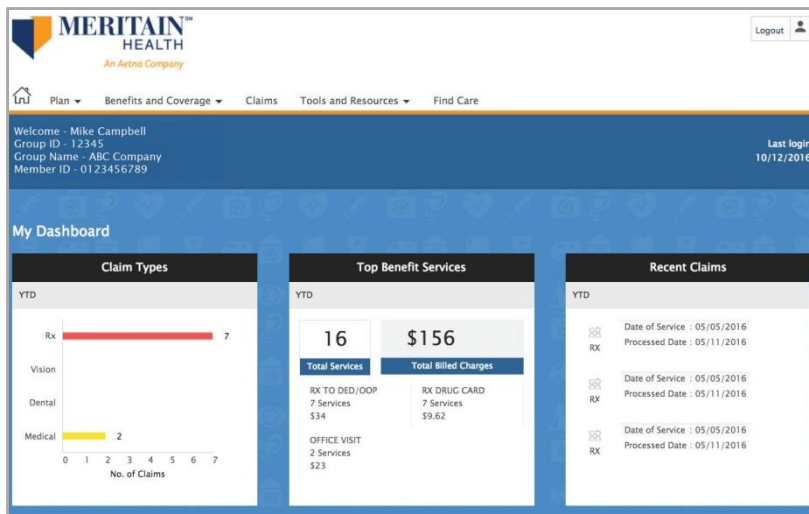 MERITAIN℠
HEALTH
An Aetna Company
Logout
Plan
Benefits and Coverage
Claims
Tools and Resources
Find Care
Welcome - Mike Campbell
Group ID - 12345
Group Name - ABC Company
Member ID - 0123456789
Last login
10/12/2016
My Dashboard
Claim Types
YTD
Rx
7
Vision
Dental
Medical
2
0 1 2 3 4 5 6 7
No. of Claims
Top Benefit Services
YTD
16
Total Services
$156
Total Billed Charges
RX TO DED/OOP
7 Services
$34
RX DRUG CARD
7 Services
$9.62
OFFICE VISIT
2 Services
$23
Recent Claims
YTD
RX
Date of Service : 05/05/2016
Processed Date : 05/11/2016
RX
Date of Service : 05/05/2016
Processed Date : 05/11/2016
RX
Date of Service : 05/05/2016
Processed Date : 05/11/2016